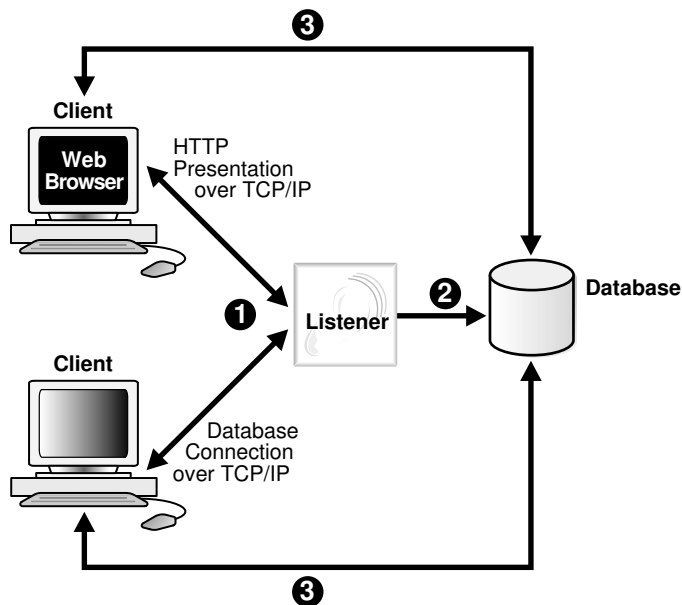 3
Client
Web
Browser
HTTP
Presentation
over TCP/IP
1
Listener
2
Database
Client
Database
Connection
over TCP/IP
3